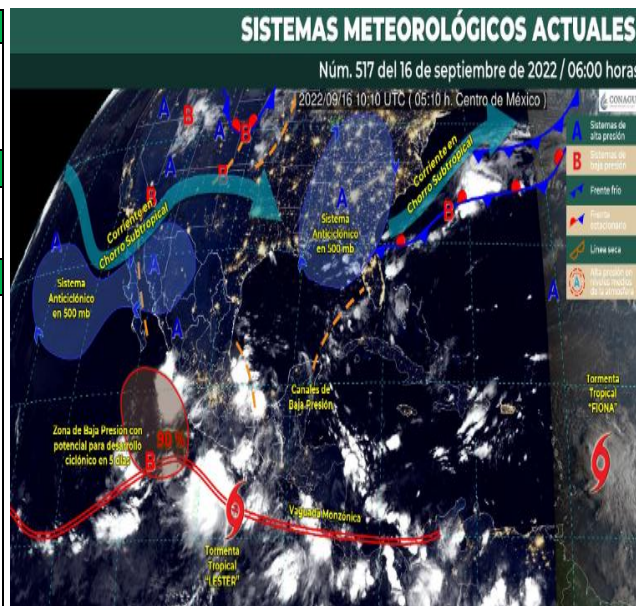 SISTEMAS METEOROLÓGICOS ACTUALES
Núm. 517 del 16 de septiembre de 2022 / 06:00 horas
2022/09/16 10:10 UTC ( 05:10 h. Centro de México )
CONAGU
A
Sistemas de
alta presión
B
Sistemas de
baja presión
Frente frío
Frente
estacionario
Línea seca
A
Alta presión en
niveles medios
de la atmósfera
A
B
A
B
A
B
B
Corriente en
Chorro Subtropical
Corriente en
Chorro Subtropical
A
Sistema
Anticiclónico
en 500 mb
B
A
A
Sistema
Anticiclónico
en 500 mb
A
A
Canales de
Baja Presión
Tormenta
Tropical
"FIONA"
Zona de Baja Presión con
potencial para desarrollo
ciclónico en 5 días
90 %
B
Vaguada Monzónica
Tormenta
Tropical
"LESTER"